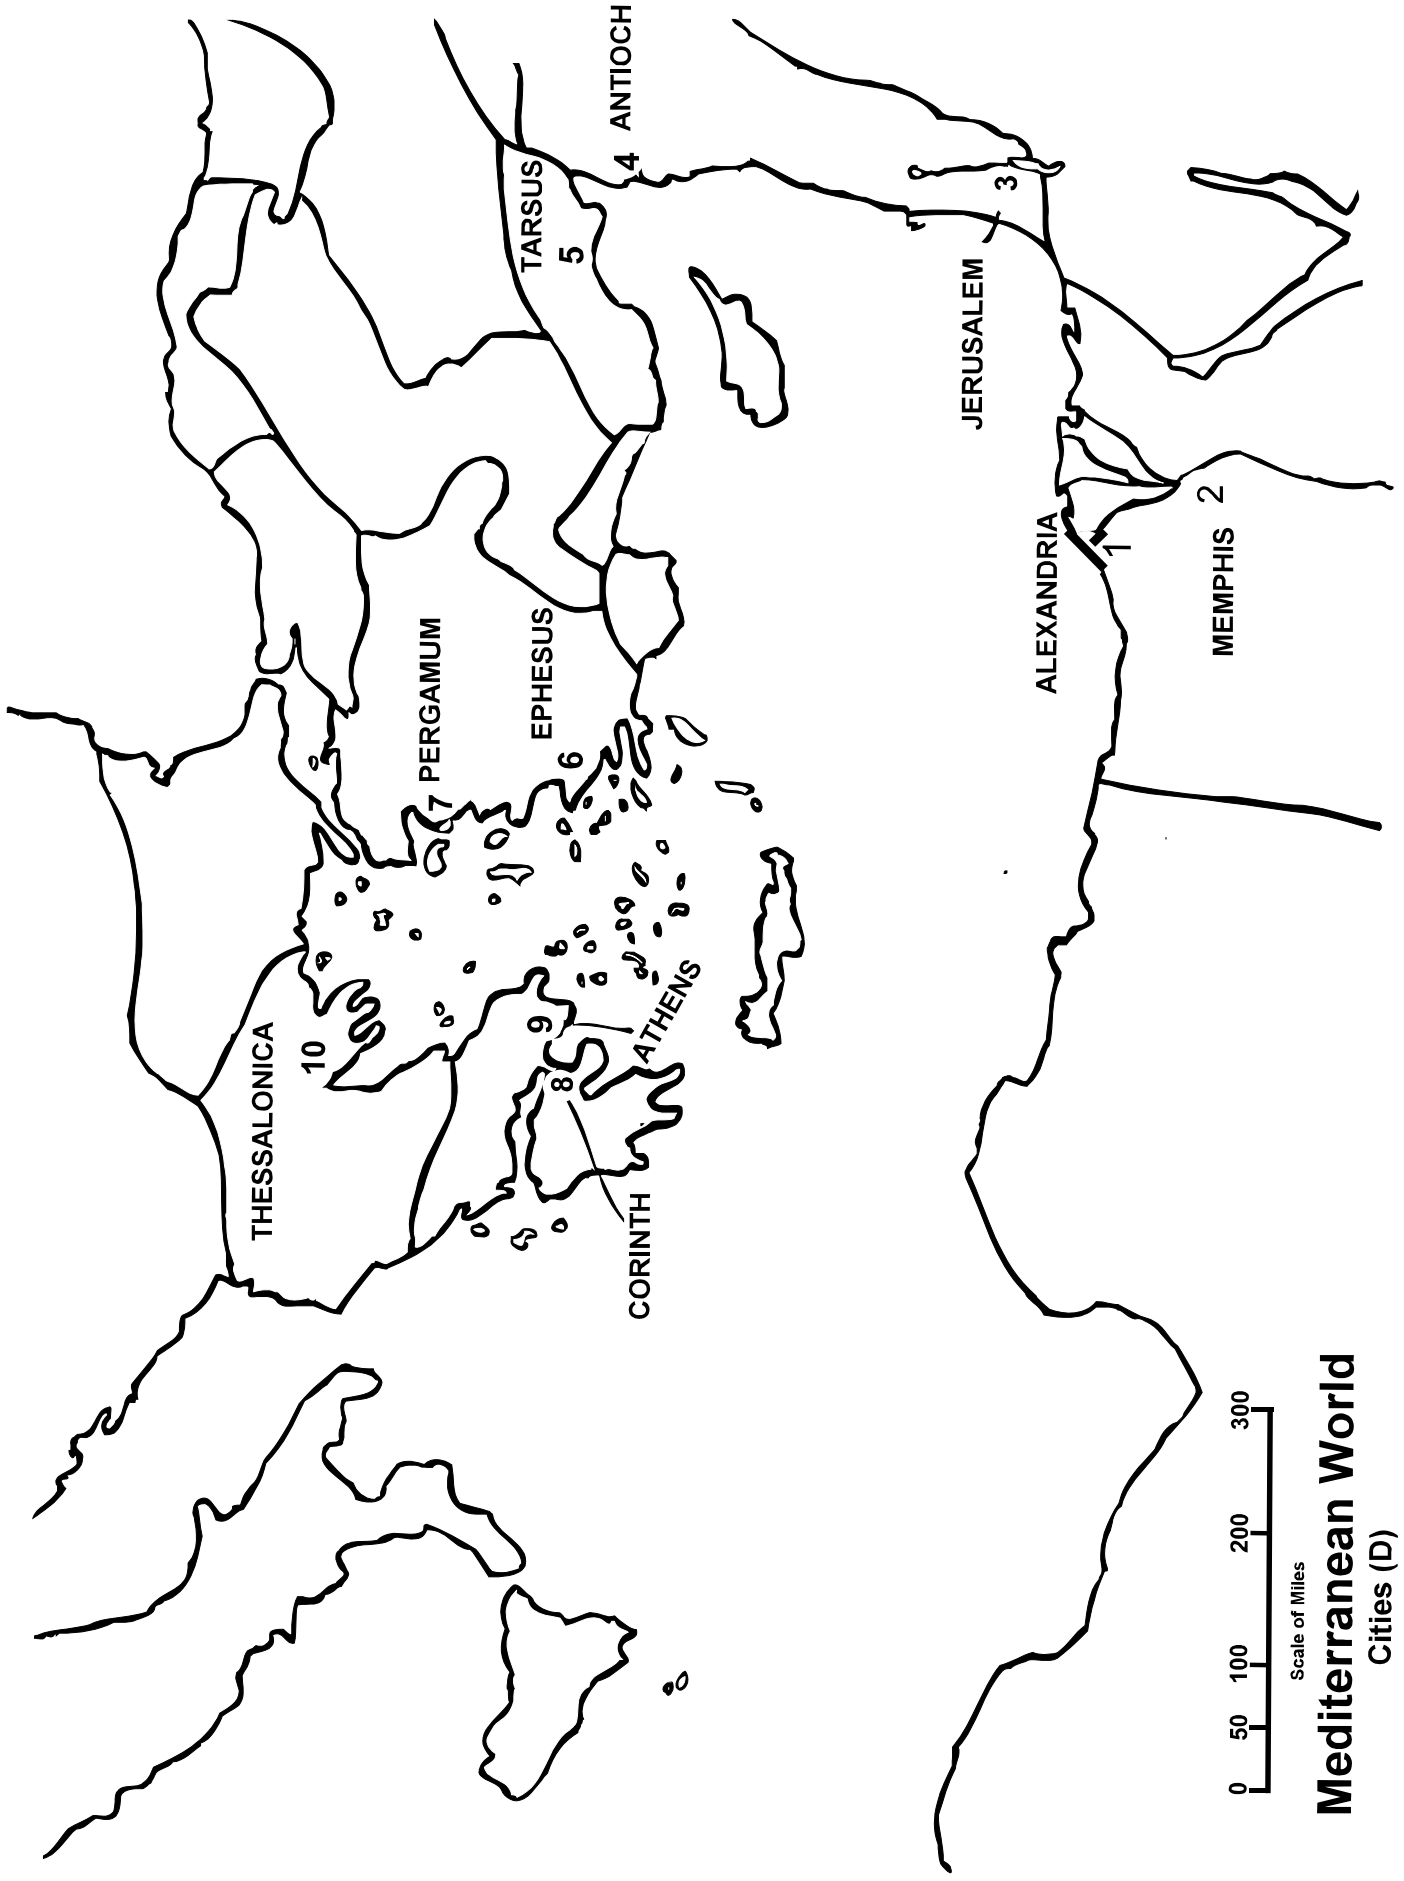 THESSALONICA
10
PERGAMUM
7
EPHESUS
6
TARSUS
5
4 ANTIOCH
9
ATHENS
8
CORINTH
JERUSALEM
3
ALEXANDRIA
1
MEMPHIS
2
0 50 100 200 300
Scale of Miles
Mediterranean World
Cities (D)